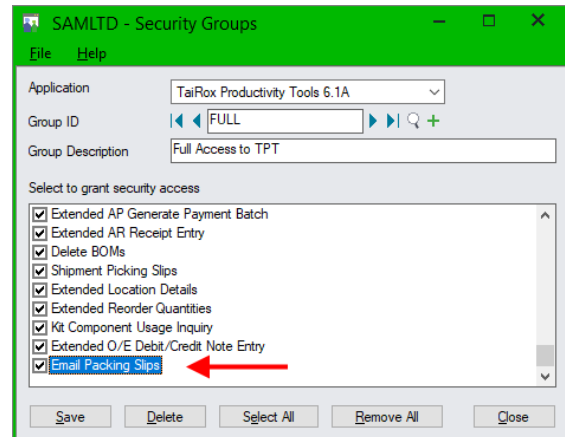 SAMLTD - Security Groups
File Help
Application TaiRox Productivity Tools 6.1A
Group ID FULL
Group Description Full Access to TPT
Select to grant security access
Extended AP Generate Payment Batch
Extended AR Receipt Entry
Delete BOMs
Shipment Picking Slips
Extended Location Details
Extended Reorder Quantities
Kit Component Usage Inquiry
Extended O/E Debit/Credit Note Entry
Email Packing Slips
Save Delete Select All Remove All Close